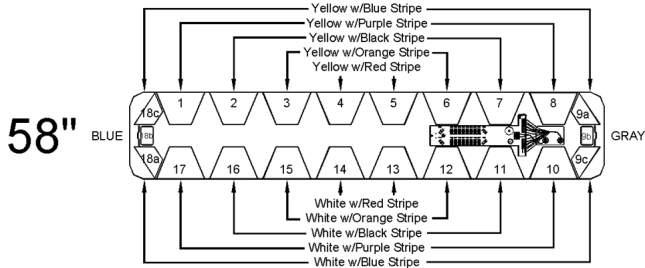 Yellow w/Blue Stripe
Yellow w/Purple Stripe
Yellow w/Black Stripe
Yellow w/Orange Stripe
Yellow w/Red Stripe
18c 1 2 3 4 5 6 7 8 9a
58" BLUE 18b 9b GRAY
18a 17 16 15 14 13 12 11 10 9c
White w/Red Stripe
White w/Orange Stripe
White w/Black Stripe
White w/Purple Stripe
White w/Blue Stripe